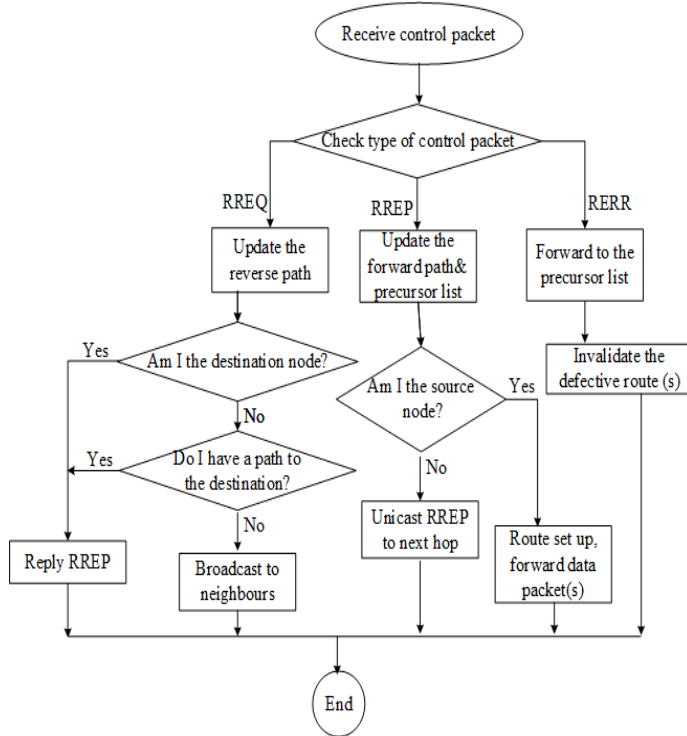 Receive control packet
Check type of control packet
RREQ
RREP
RERR
Update the
reverse path
Update the
forward path&
precursor list
Forward to the
precursor list
Yes
Am I the destination node?
No
Am I the source
node?
Yes
Invalidate the
defective route (s)
Yes
Do I have a path to
the destination?
No
No
Reply RREP
Broadcast to
neighbours
Unicast RREP
to next hop
Route set up,
forward data
packet(s)
End